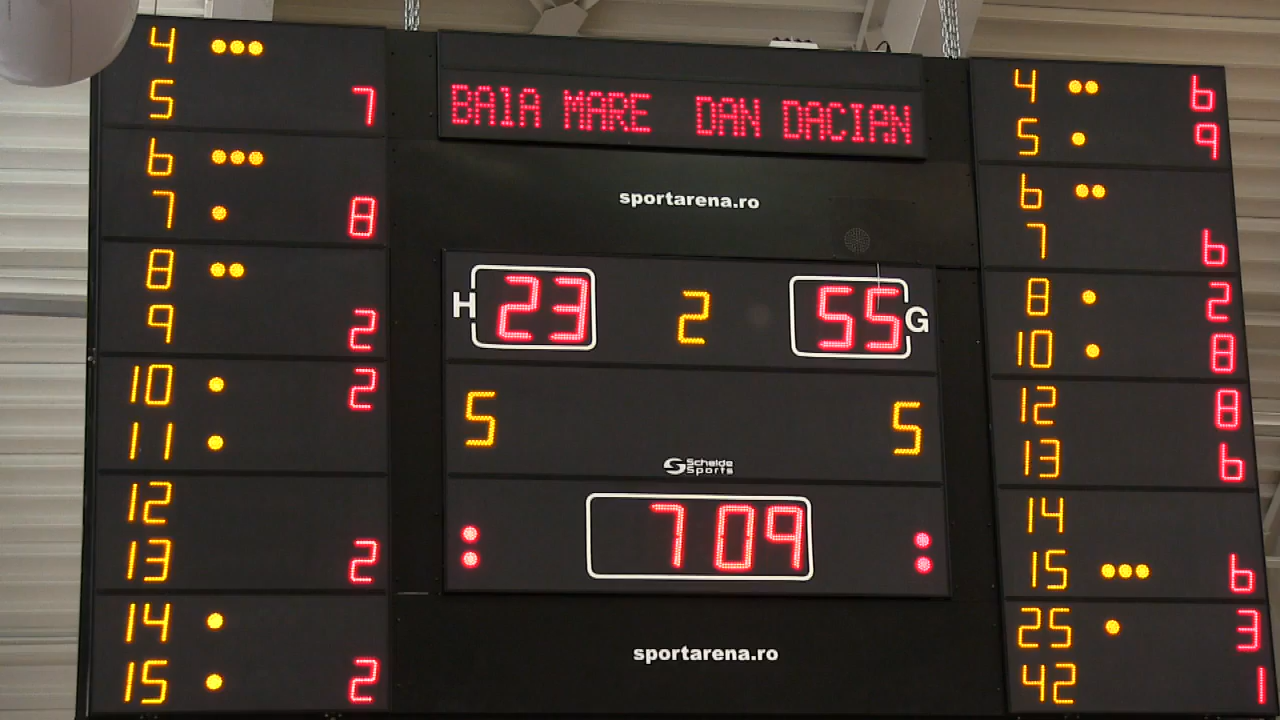 BA1A MARE DAN DACIAN
sportarena.ro
4 4 6
5 7 5 9
6 6
7 8 7 6
H 23 2 55 G
8 8 2
9 2 10 8
10 2 12 8
11 13 6
5 5
Schelde Sports
12 14
13 2 15 6
7 09
14 25 3
15 2 42 1
sportarena.ro